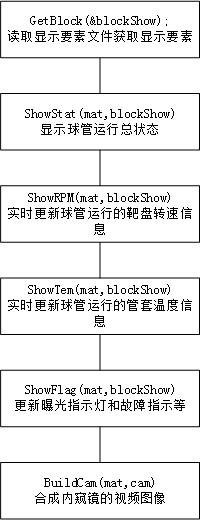 GetBlock(&blockShow);
读取显示要素文件获取显示要素
ShowStat(mat,blockShow)
显示球管运行总状态
ShowRPM(mat,blockShow)
实时更新球管运行的靶盘转速信
息
ShowTem(mat,blockShow)
实时更新球管运行的管套温度信
息
ShowFlag(mat,blockShow)
更新曝光指示灯和故障指示等
BuildCam(mat,cam)
合成内窥镜的视频图像